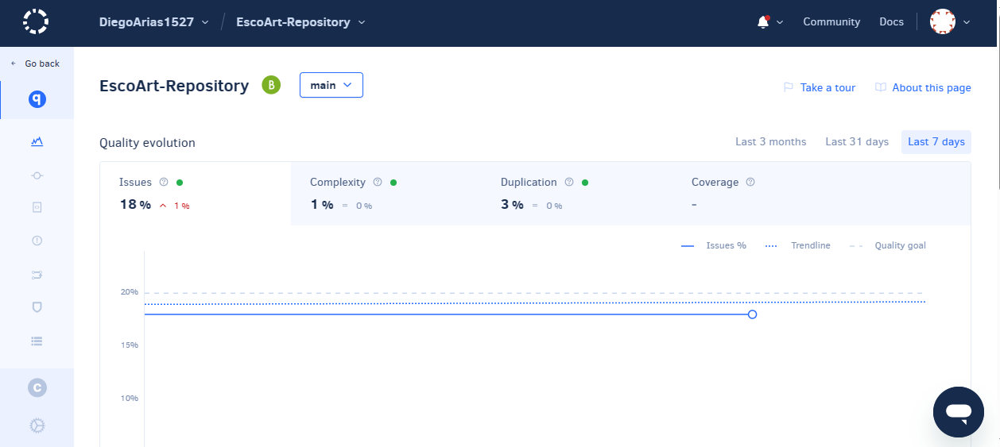 DiegoArias1527 / EscoArt-Repository Community Docs
Go back
EscoArt-Repository B main Take a tour About this page
Quality evolution Last 3 months Last 31 days Last 7 days
Issues Complexity Duplication Coverage
18 % 1 % 1 % = 0 % 3 % = 0 % -
Issues % Trendline Quality goal
20%
15%
10%
C